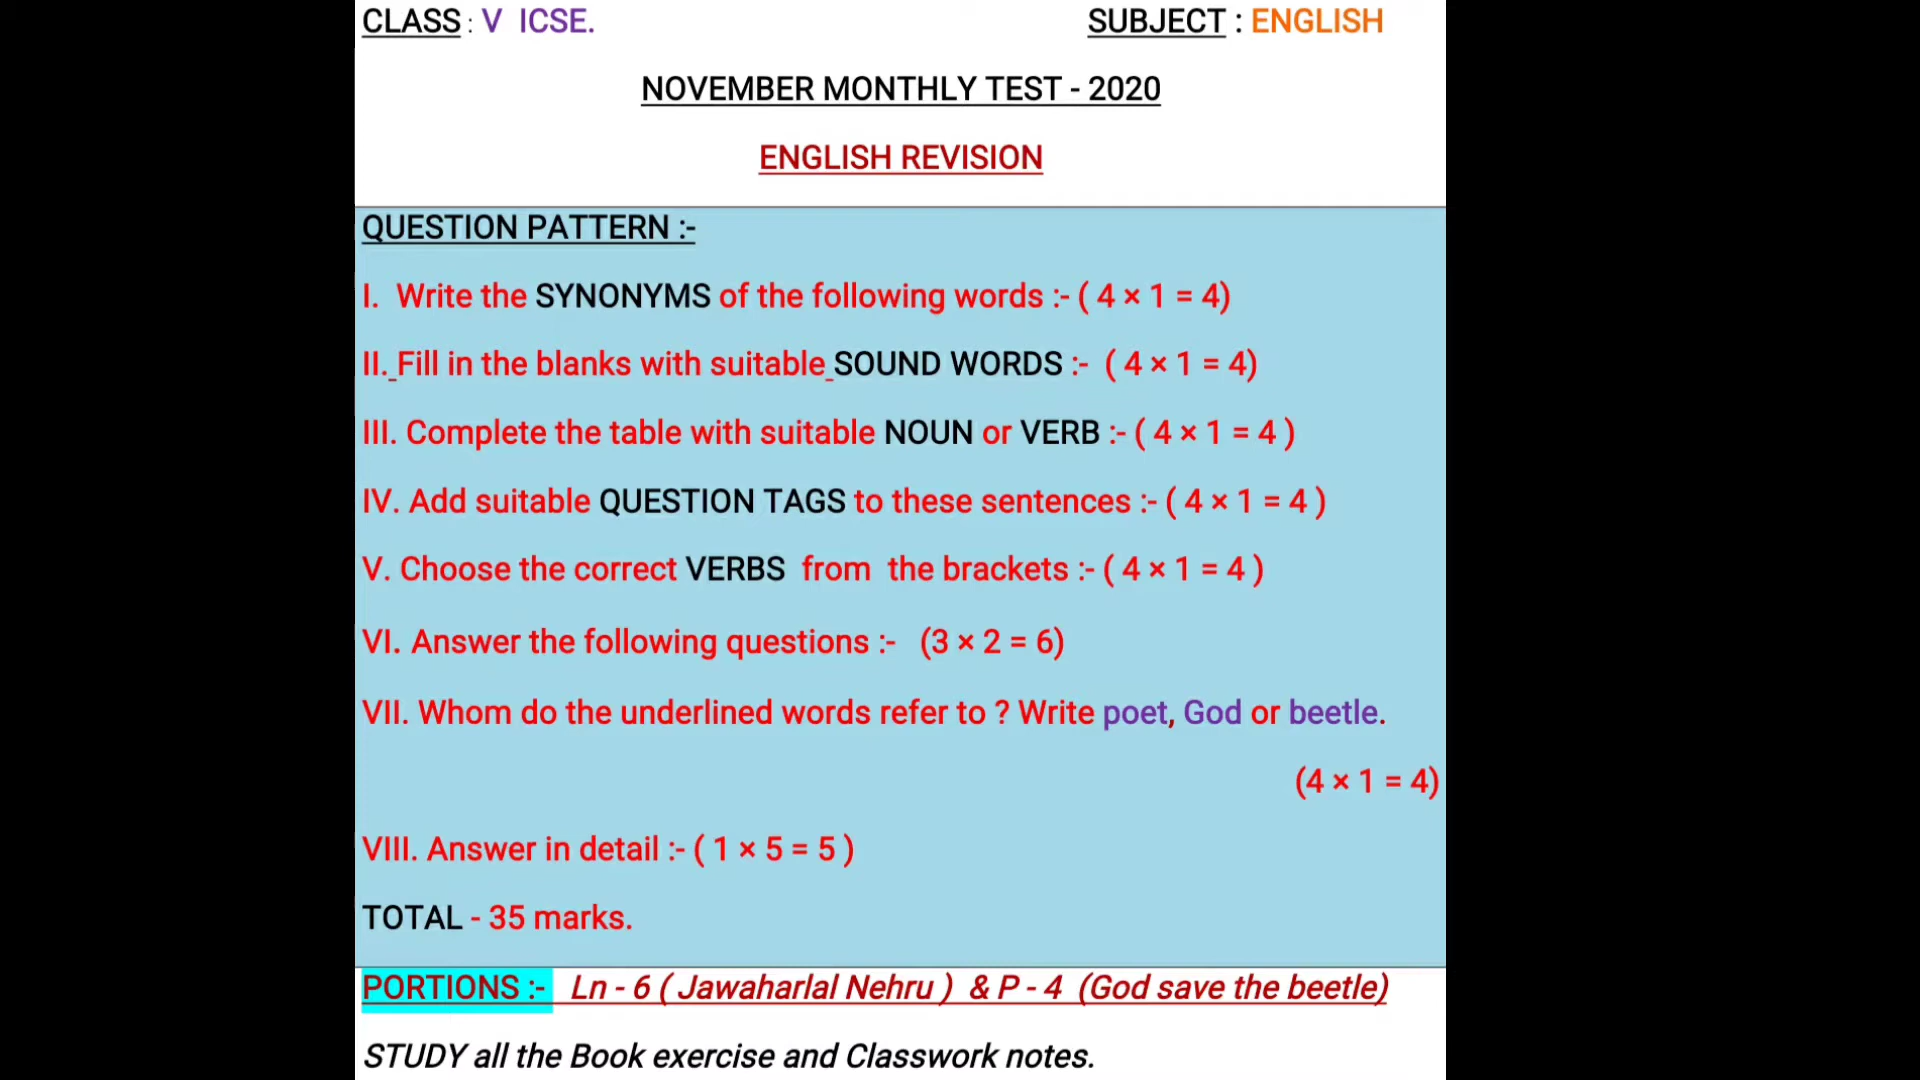 CLASS : V ICSE. SUBJECT : ENGLISH
NOVEMBER MONTHLY TEST - 2020
ENGLISH REVISION
QUESTION PATTERN :-
I. Write the SYNONYMS of the following words :- ( 4 × 1 = 4)
II. Fill in the blanks with suitable SOUND WORDS :- ( 4 × 1 = 4)
III. Complete the table with suitable NOUN or VERB :- ( 4 × 1 = 4 )
IV. Add suitable QUESTION TAGS to these sentences :- ( 4 × 1 = 4 )
V. Choose the correct VERBS from the brackets :- ( 4 × 1 = 4 )
VI. Answer the following questions :- (3 × 2 = 6)
VII. Whom do the underlined words refer to ? Write poet, God or beetle.
(4 × 1 = 4)
VIII. Answer in detail :- ( 1 × 5 = 5 )
TOTAL - 35 marks.
PORTIONS :- Ln - 6 ( Jawaharlal Nehru ) & P - 4 (God save the beetle)
STUDY all the Book exercise and Classwork notes.